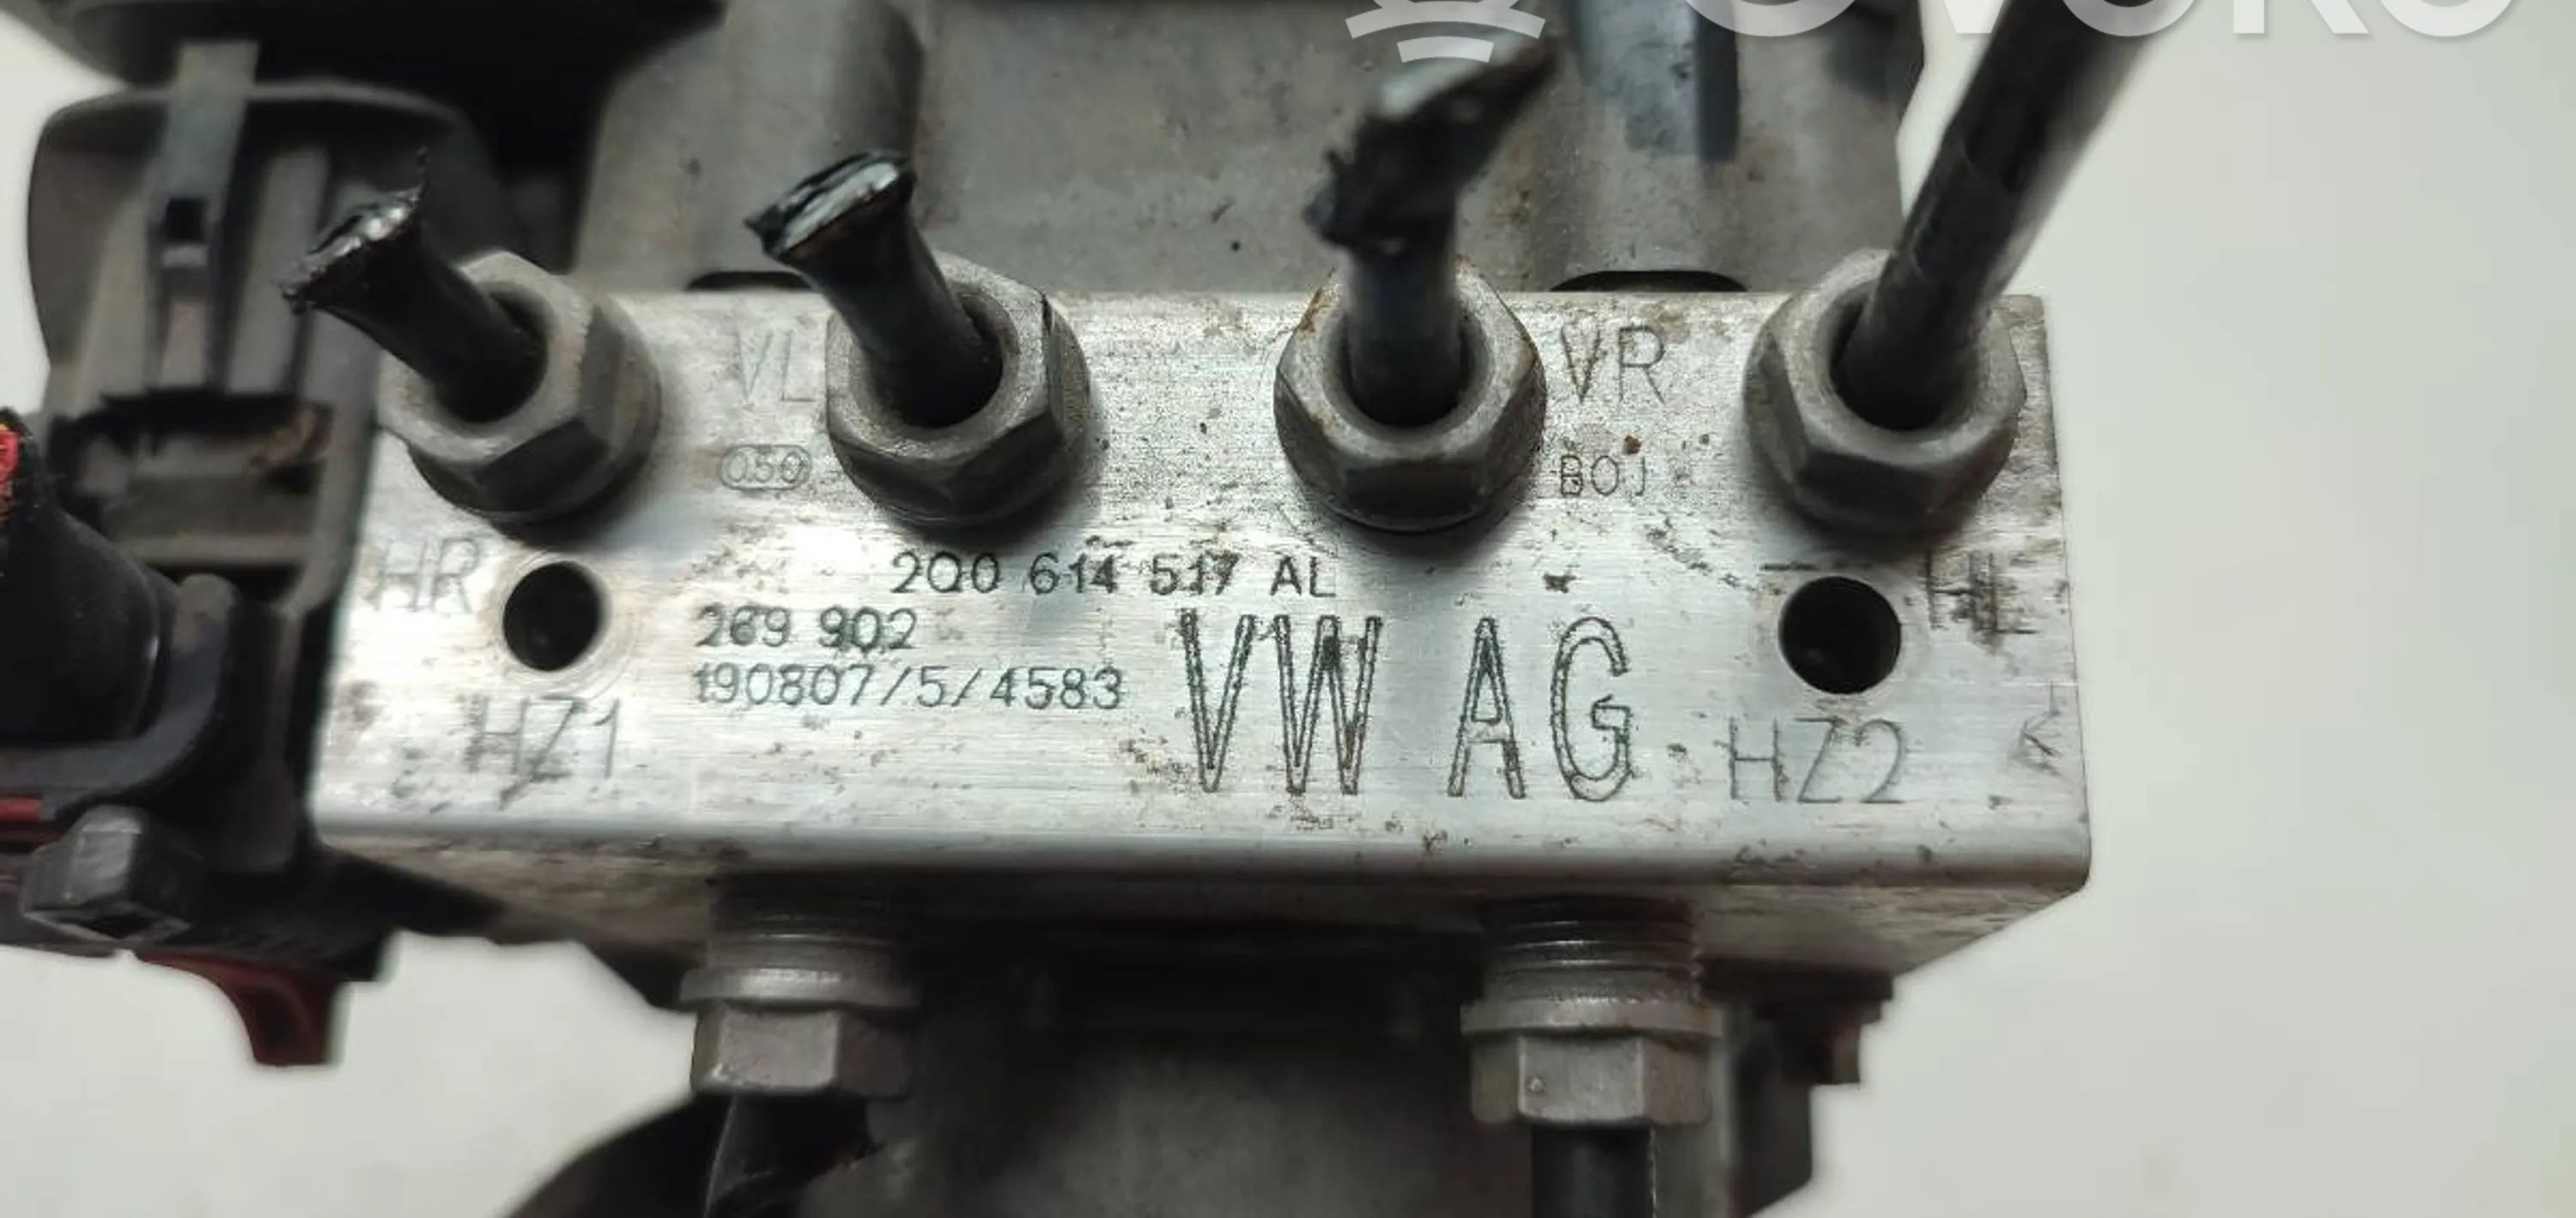 OVOKO
VL
VR
050
BOJ
HR
2Q0 614 517 AL
HL
269 902
190807/5/4583
VW AG
HZ1
HZ2